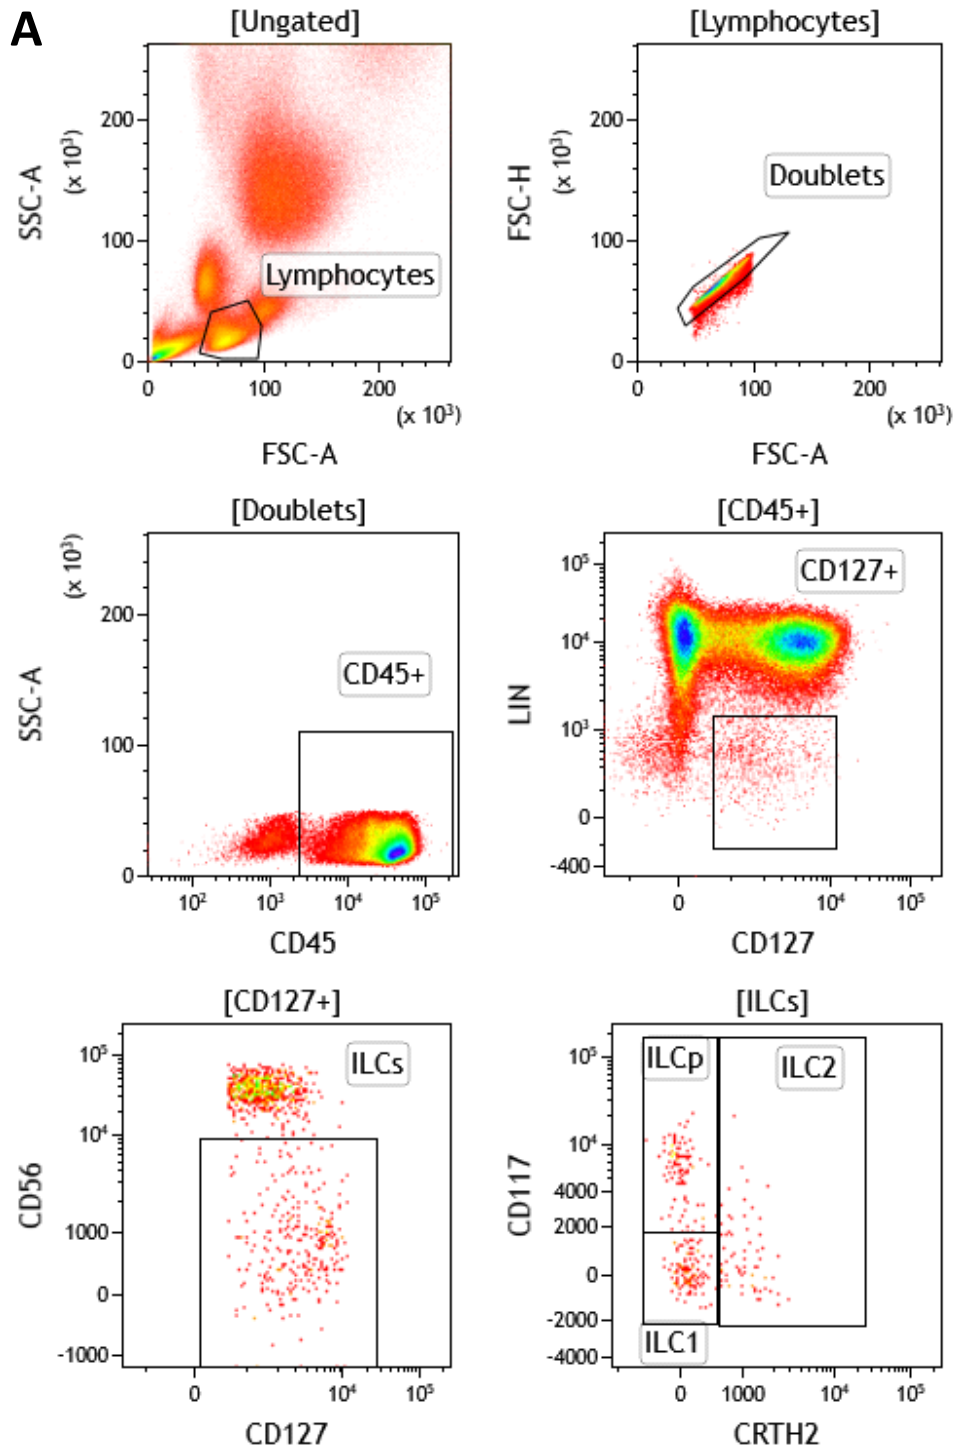 A
[Ungated]
[Lymphocytes]
SSC-A
(x 10³)
200
100
0
Lymphocytes
0
100
200
(x 10³)
FSC-A
FSC-H
(x 10³)
200
100
0
Doublets
0
100
200
(x 10³)
FSC-A
[Doublets]
[CD45+]
SSC-A
(x 10³)
200
100
0
CD45+
10²
10³
10⁴
10⁵
CD45
LIN
10⁵
10⁴
10³
0
-400
CD127+
0
10⁴
10⁵
CD127
[CD127+]
[ILCs]
CD56
10⁵
10⁴
1000
0
-1000
ILCs
0
10⁴
10⁵
CD127
CD117
10⁵
10⁴
4000
2000
0
-2000
-4000
ILCp
ILC2
ILC1
0
1000
10⁴
10⁵
CRTH2